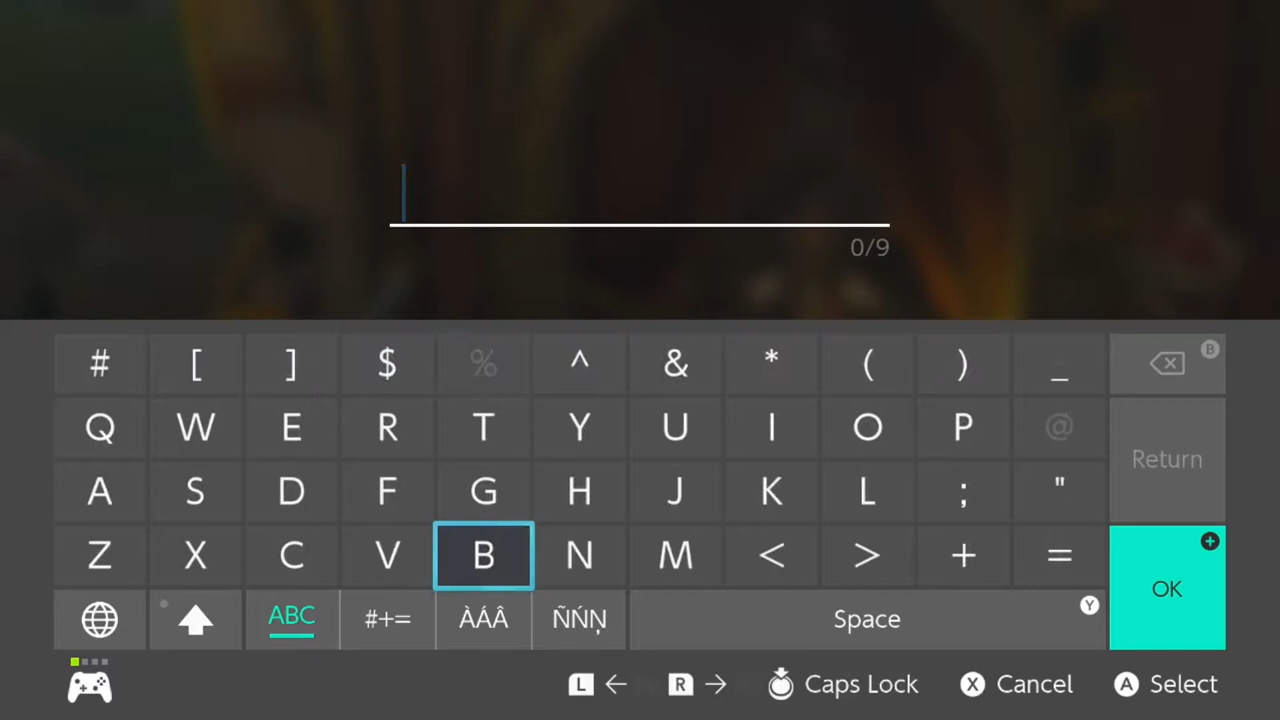 0/9
# [ ] $ % ^ & * ( ) _ B
Q W E R T Y U I O P @
Return
A S D F G H J K L ; "
Z X C V B N M < > + = +
OK
ABC #+= ÀÁÂ ÑŃŅ Space Y
L ← R → Caps Lock X Cancel A Select